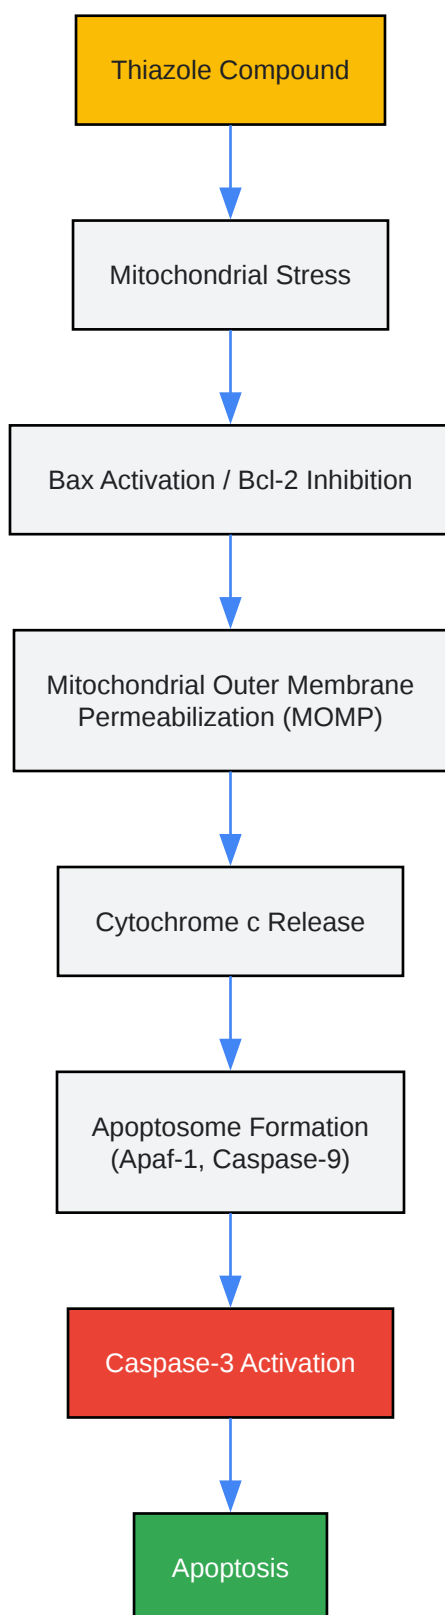 Thiazole Compound
Mitochondrial Stress
Bax Activation / Bcl-2 Inhibition
Mitochondrial Outer Membrane
Permeabilization (MOMP)
Cytochrome c Release
Apoptosome Formation
(Apaf-1, Caspase-9)
Caspase-3 Activation
Apoptosis